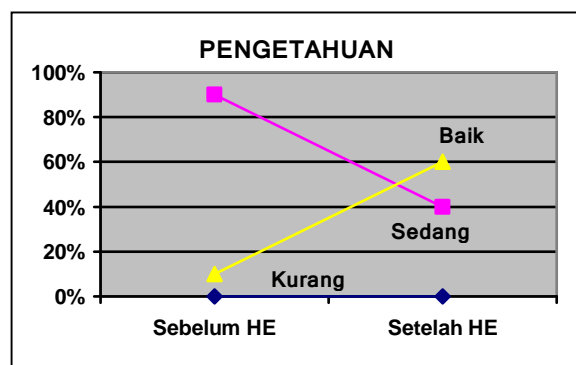 PENGETAHUAN
100%
80%
60%
40%
20%
0%
Baik
Sedang
Kurang
Sebelum HE
Setelah HE